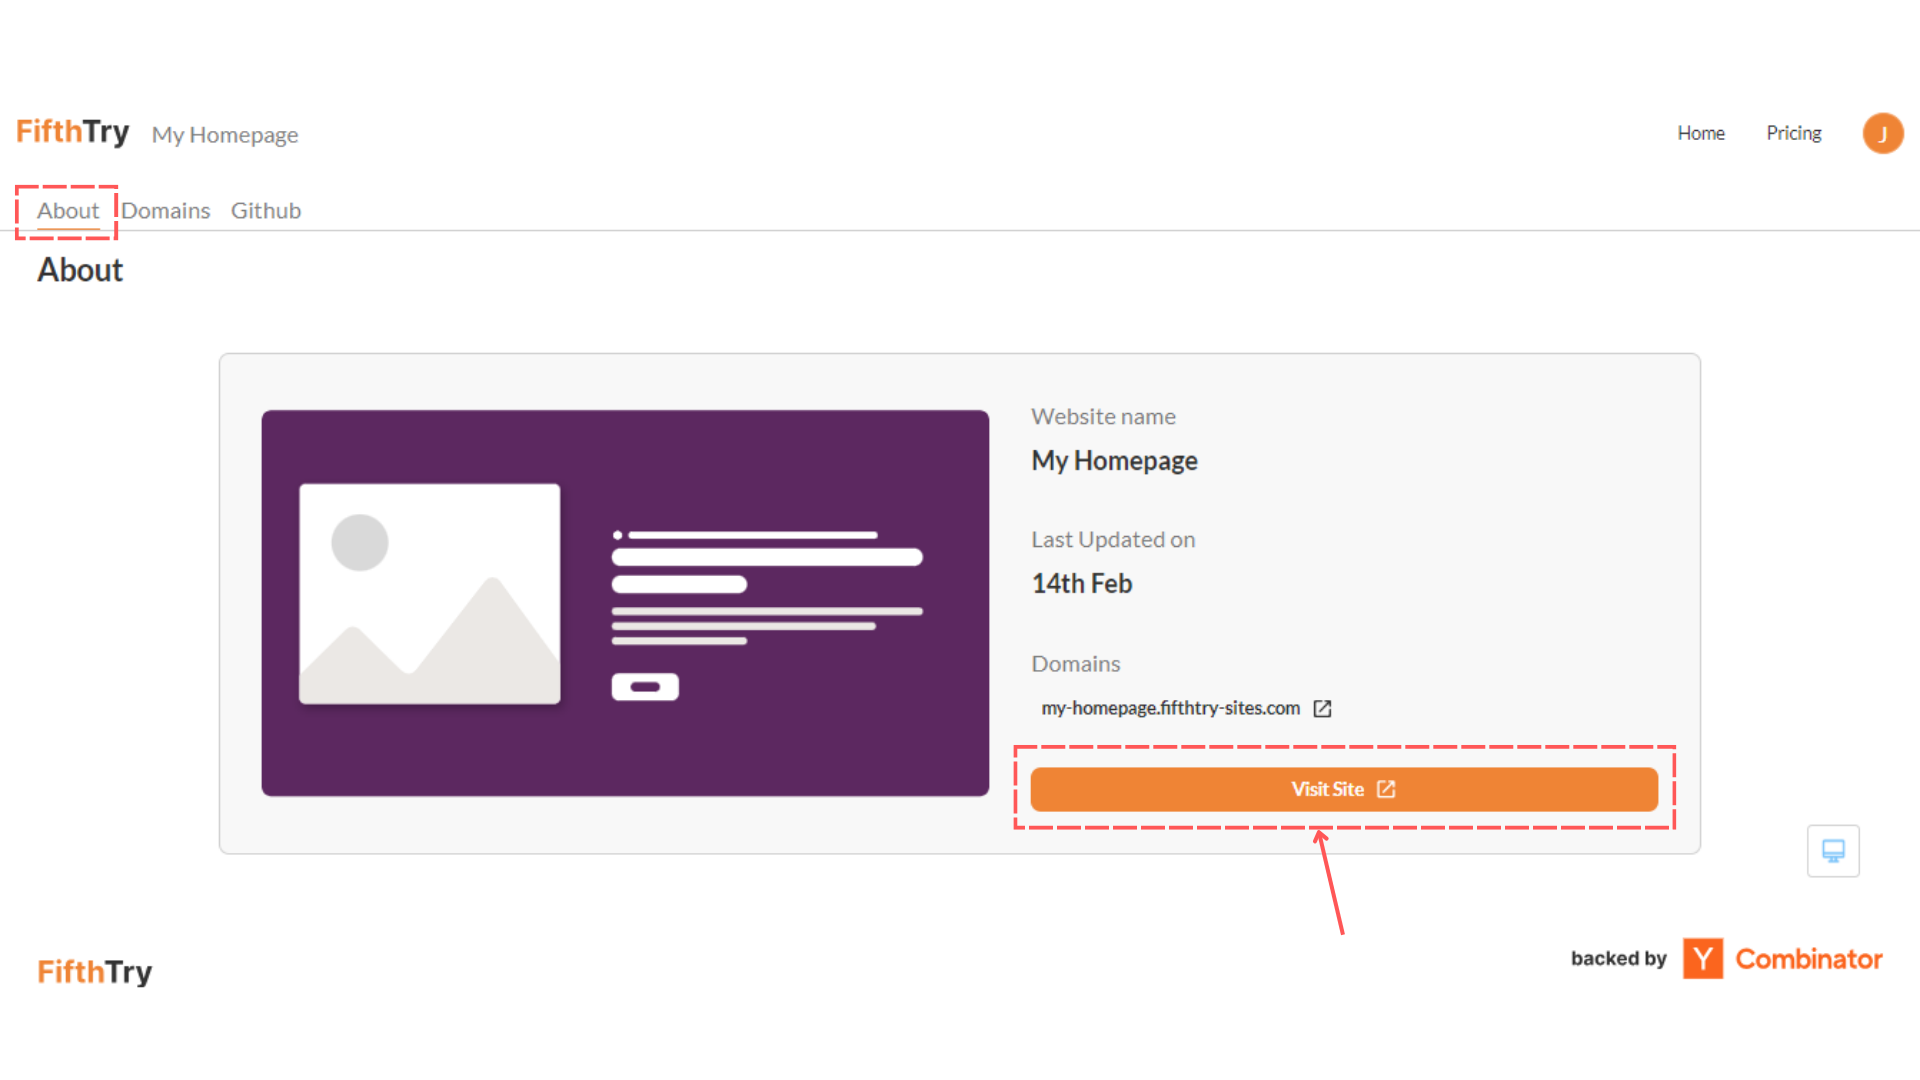 FifthTry My Homepage Home Pricing J
About Domains Github
About
Website name
My Homepage
Last Updated on
14th Feb
Domains
my-homepage.fifthtry-sites.com
Visit Site
FifthTry
backed by Y Combinator